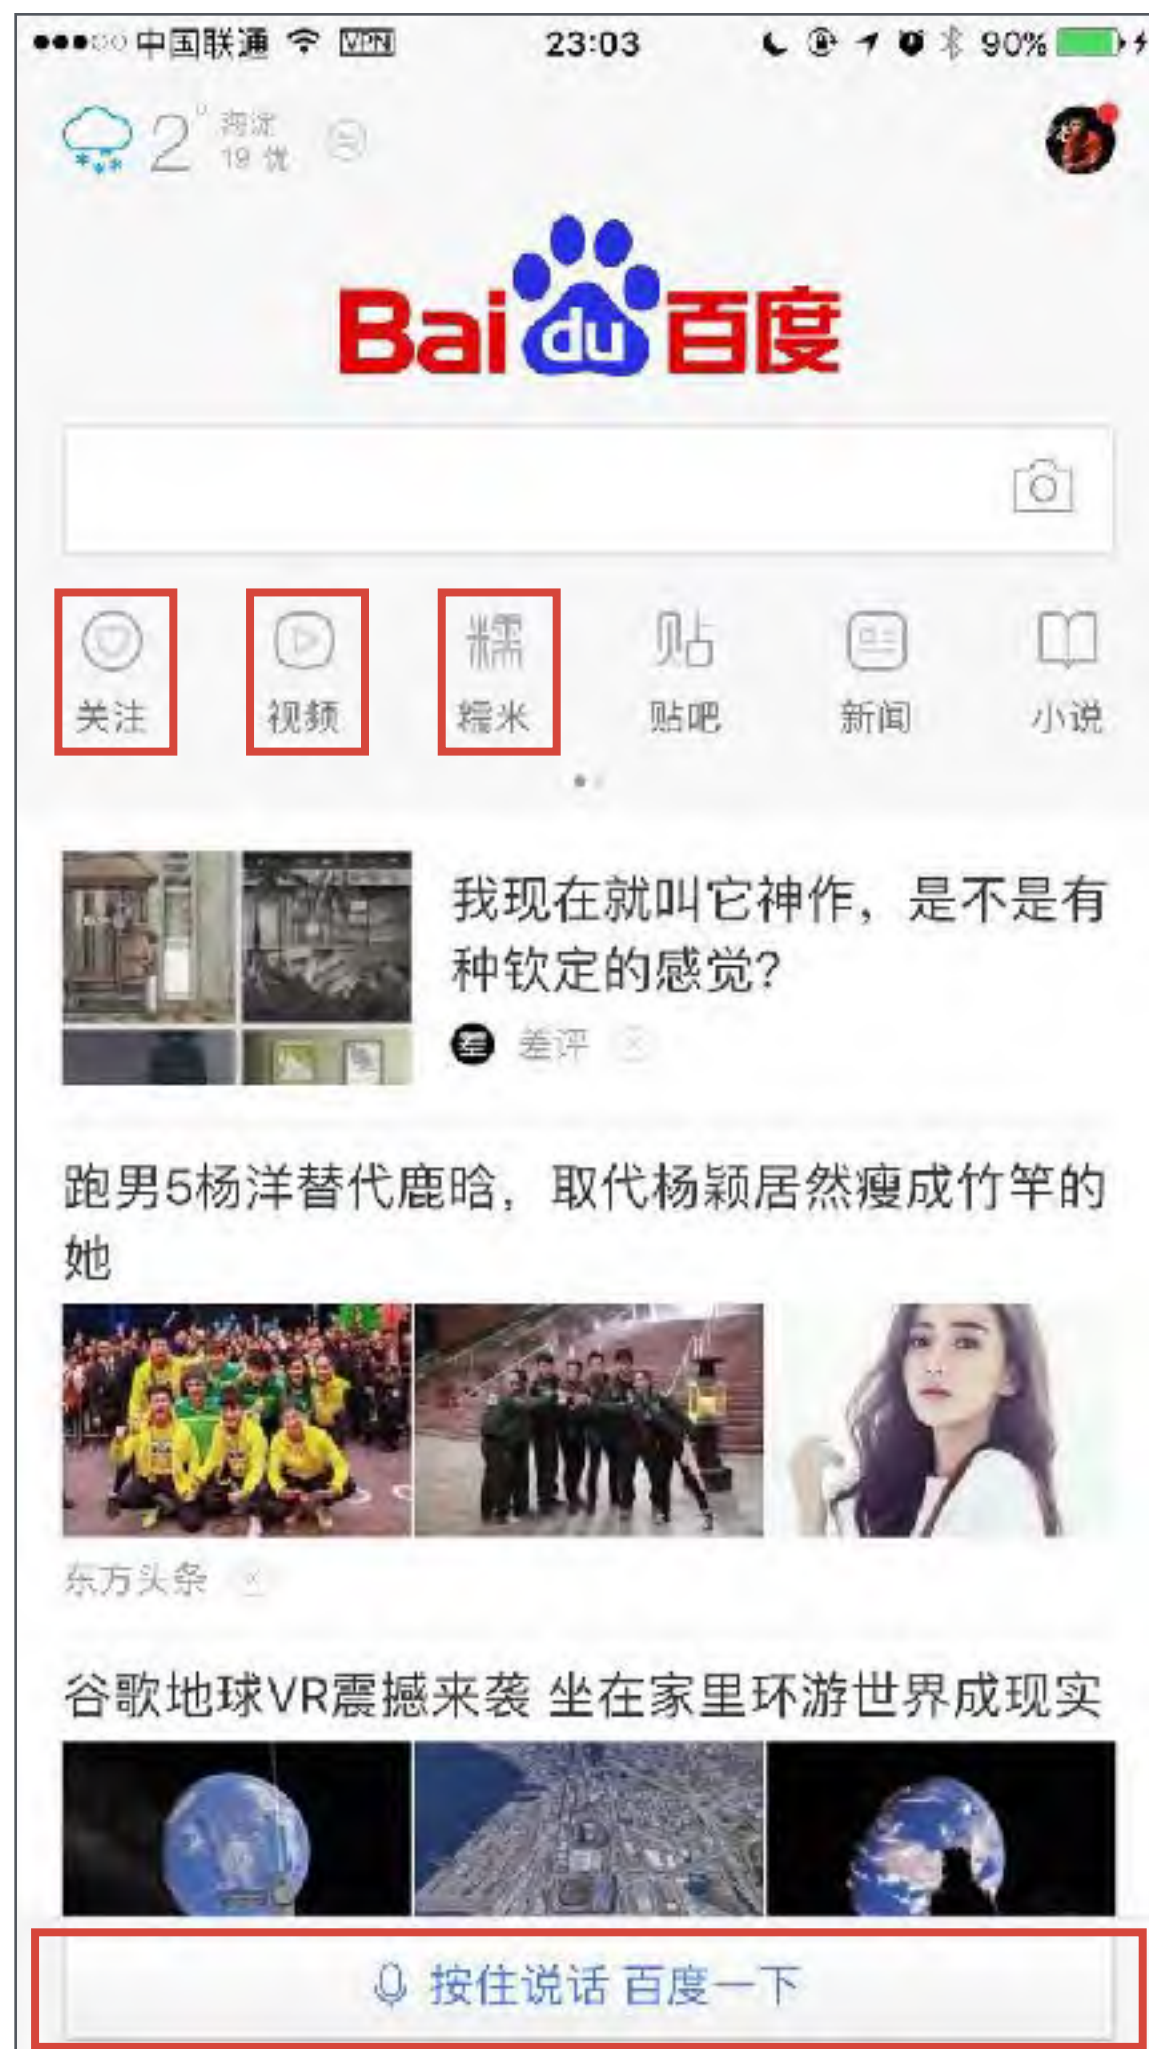 中国联通 VPN 23:03 90%
2° 海淀
19 优
Bai du 百度
关注 视频 糯米 贴吧 新闻 小说
我现在就叫它神作，是不是有
种钦定的感觉？
差评
跑男5杨洋替代鹿晗，取代杨颖居然瘦成竹竿的
她
东方头条
谷歌地球VR震撼来袭 坐在家里环游世界成现实
按住说话 百度一下